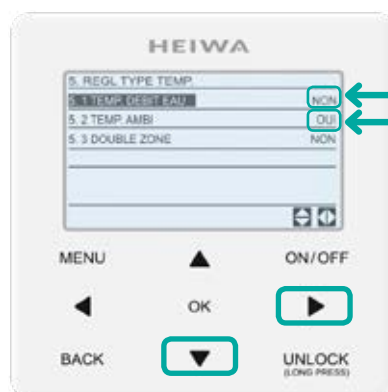 HEIWA
5. REGL TYPE TEMP.
5. 1 TEMP. DEBIT EAU NON
5. 2 TEMP. AMBI OUI
5. 3 DOUBLE ZONE NON
MENU ON/OFF
OK
BACK UNLOCK
(LONG PRESS)